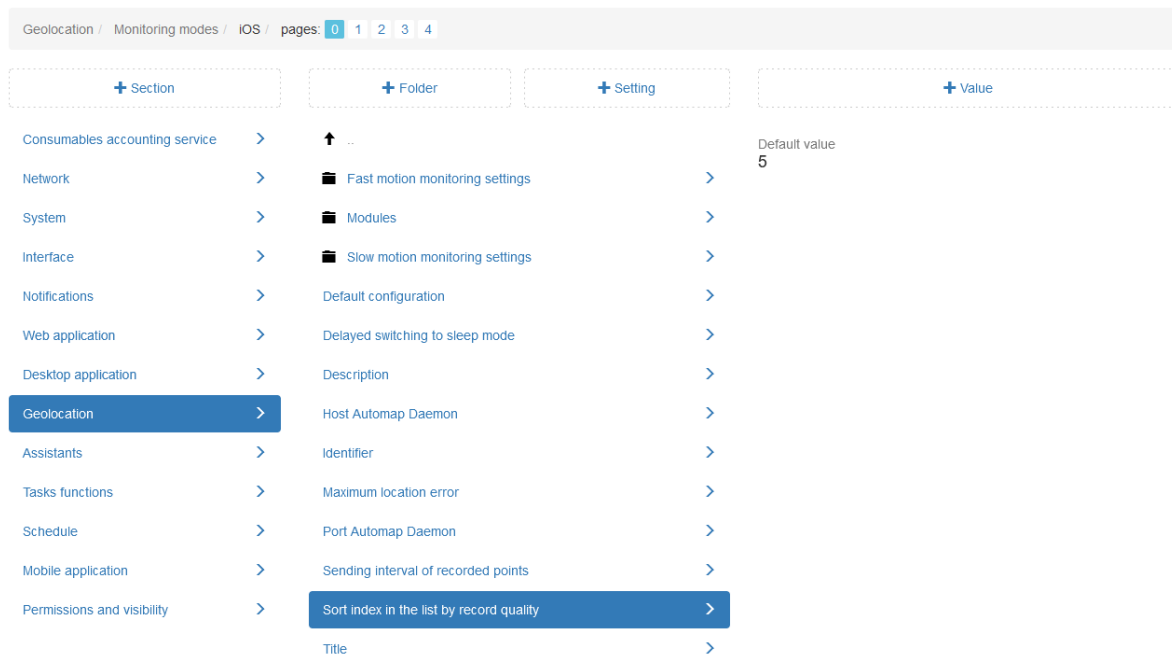 Geolocation / Monitoring modes / iOS / pages: 0 1 2 3 4
+ Section
+ Folder
+ Setting
+ Value
Consumables accounting service
Network
System
Interface
Notifications
Web application
Desktop application
Geolocation
Assistants
Tasks functions
Schedule
Mobile application
Permissions and visibility
..
Fast motion monitoring settings
Modules
Slow motion monitoring settings
Default configuration
Delayed switching to sleep mode
Description
Host Automap Daemon
Identifier
Maximum location error
Port Automap Daemon
Sending interval of recorded points
Sort index in the list by record quality
Title
Default value
5